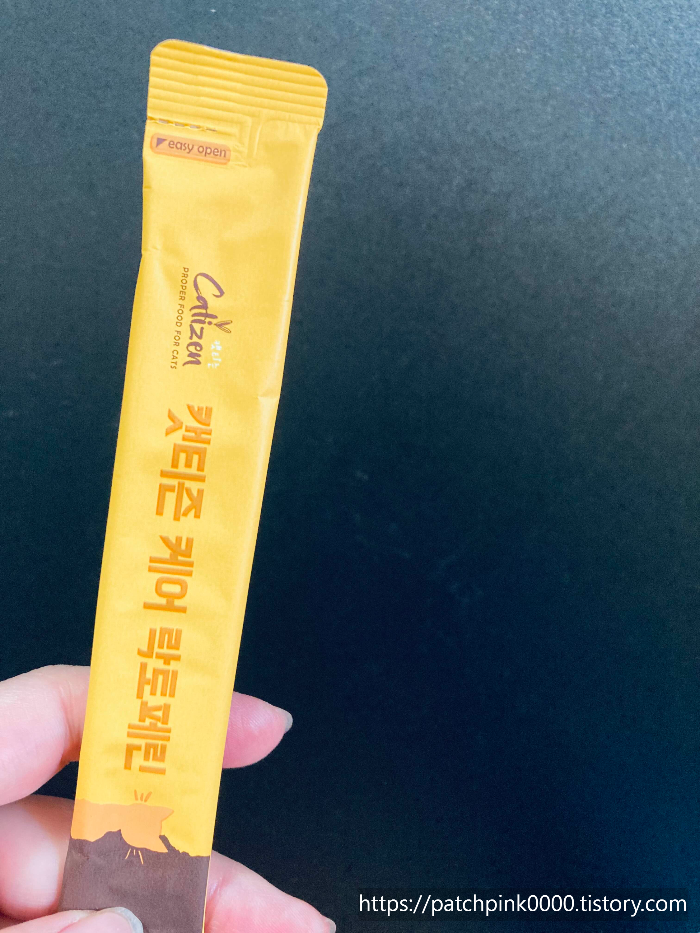 easy open
Catizen
PROPER FOOD FOR CATS
캣티즌 케어 락토페린
https://patchpink0000.tistory.com